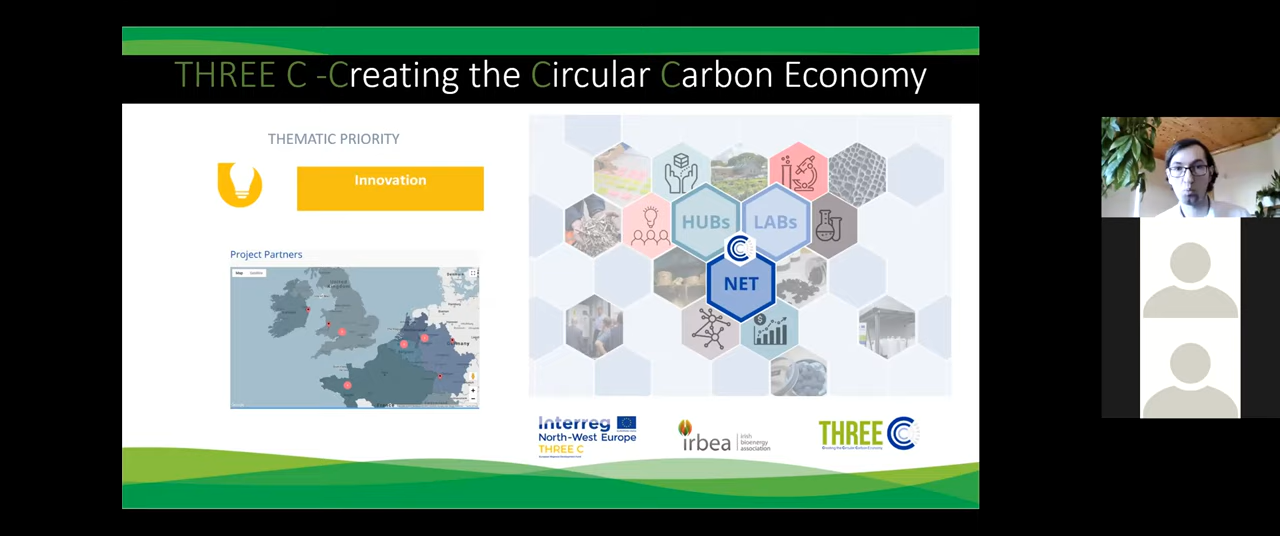 THREE C -Creating the Circular Carbon Economy
THEMATIC PRIORITY
Innovation
Project Partners
Map
HUBs
LABs
NET
Interreg
North-West Europe
THREE C
irbea
irish
bioenergy
association
THREE C